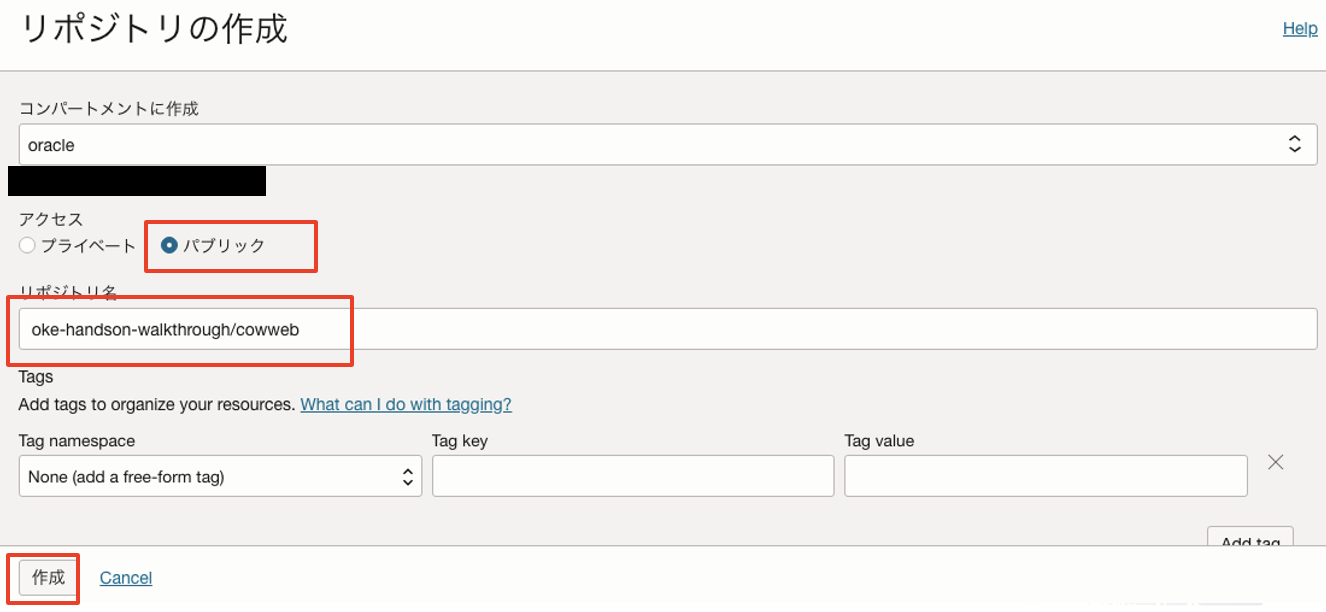 リポジトリの作成
Help
コンパートメントに作成
oracle
アクセス
プライベート パブリック
リポジトリ名
oke-handson-walkthrough/cowweb
Tags
Add tags to organize your resources. What can I do with tagging?
Tag namespace Tag key Tag value
None (add a free-form tag)
Add tag
作成 Cancel